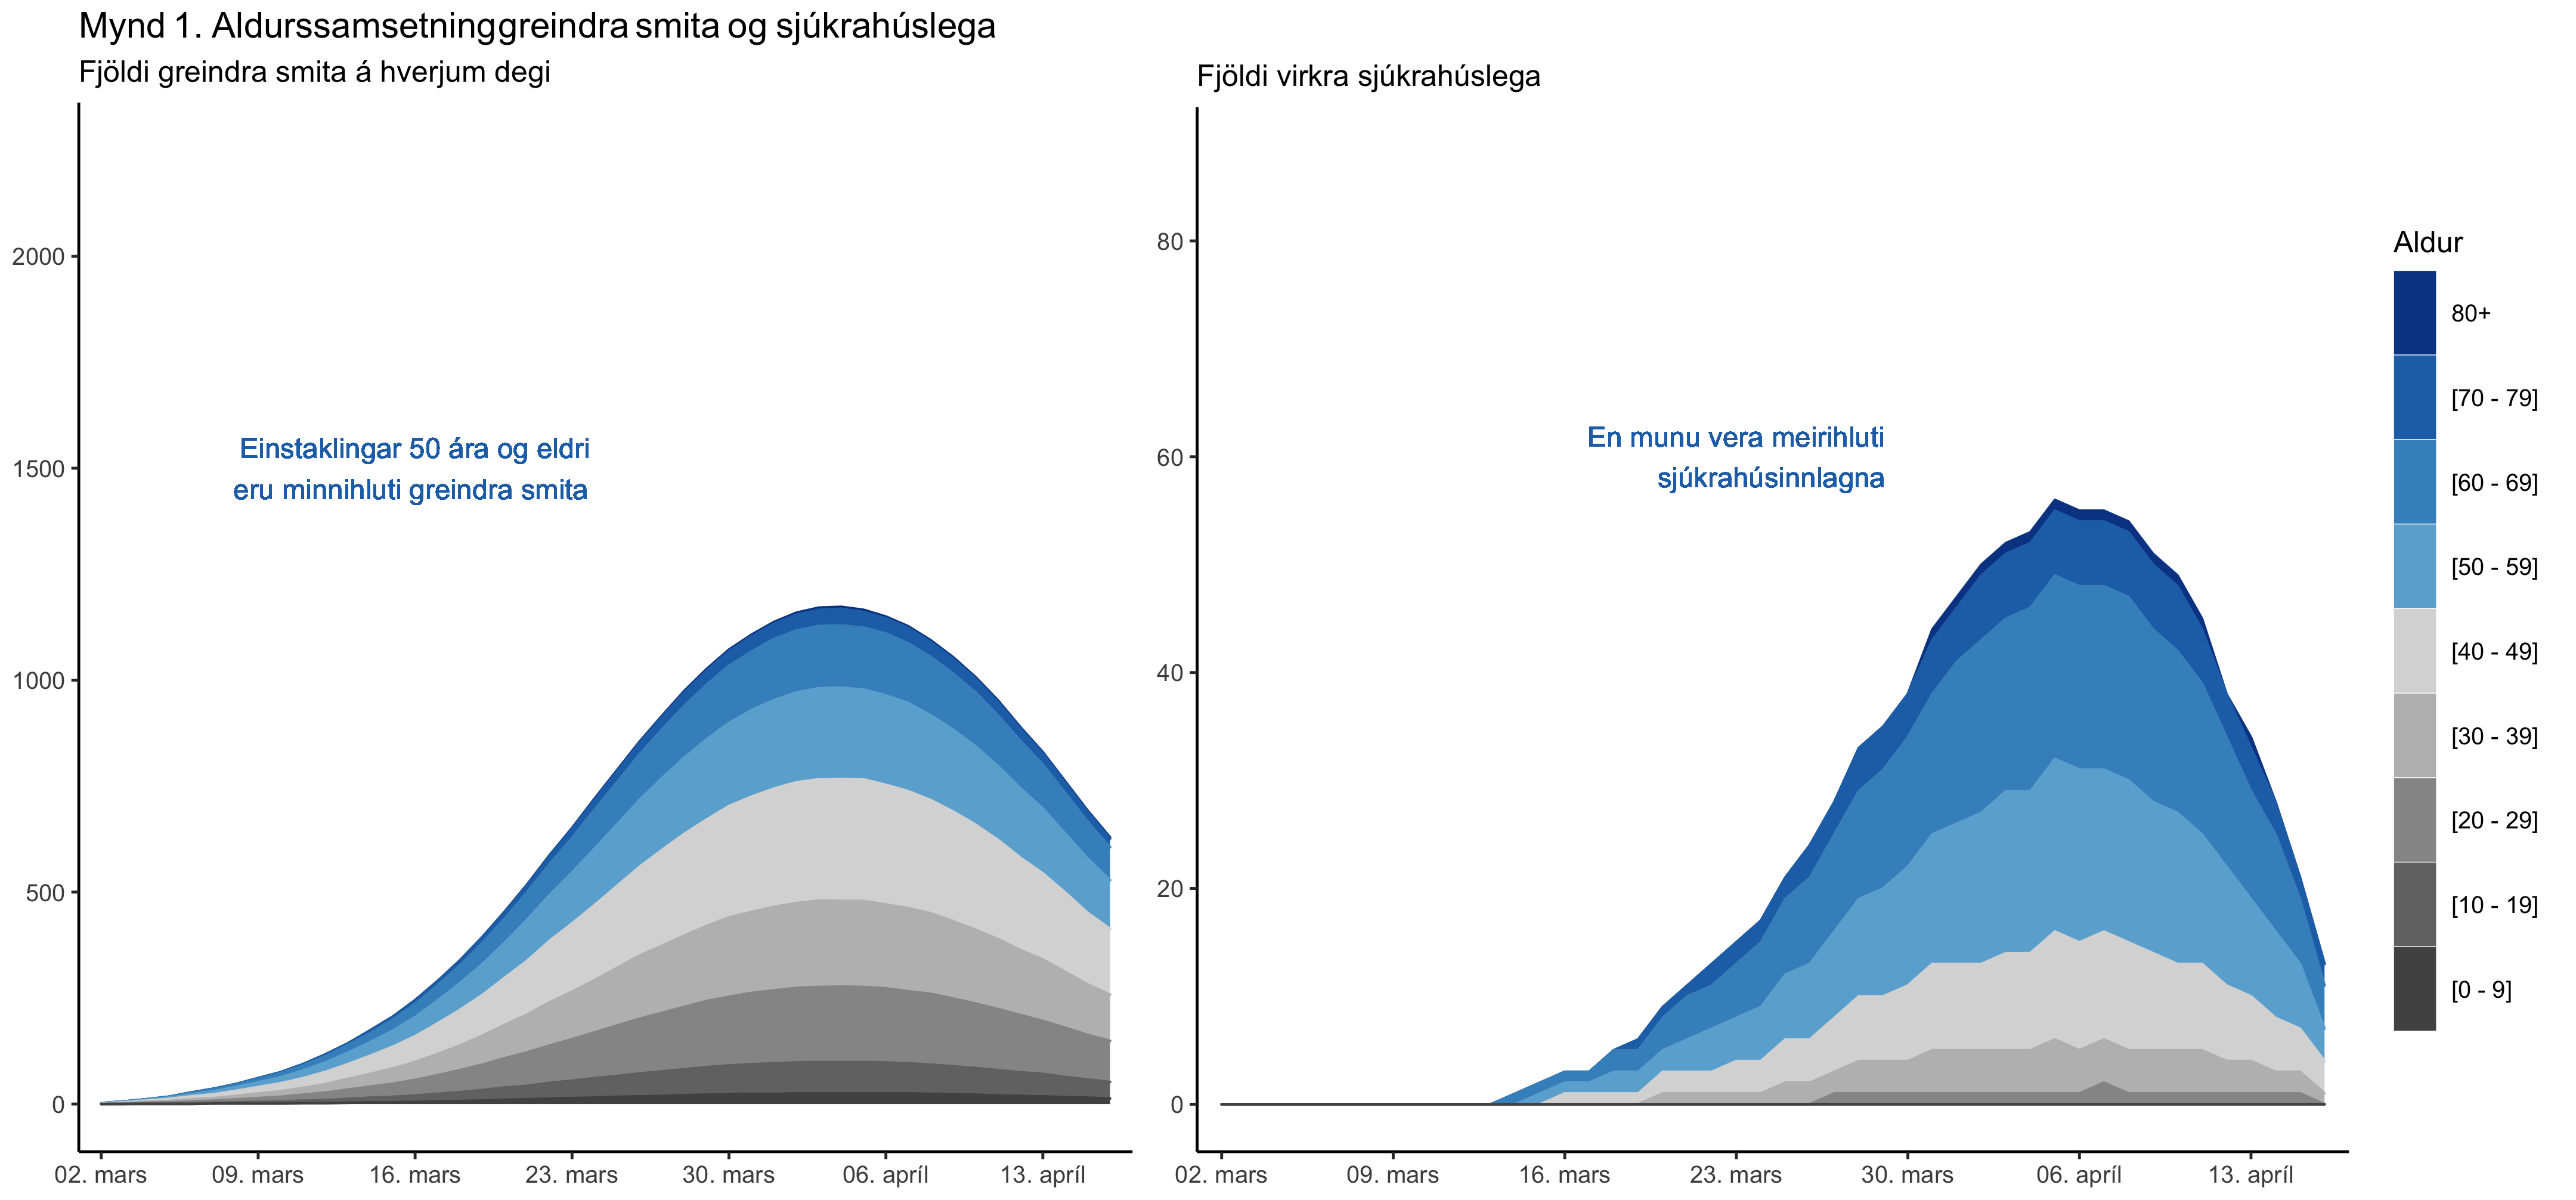 Mynd 1. Aldurssamsetninggreindra smita og sjúkrahúslega
Fjöldi greindra smita á hverjum degi
2000
1500
1000
500
0
Einstaklingar 50 ára og eldri
eru minnihluti greindra smita
02. mars 09. mars 16. mars 23. mars 30. mars 06. apríl 13. apríl
Fjöldi virkra sjúkrahúslega
80
60
40
20
0
En munu vera meirihluti
sjúkrahúsinnlagna
02. mars 09. mars 16. mars 23. mars 30. mars 06. apríl 13. apríl
Aldur
80+
[70 - 79]
[60 - 69]
[50 - 59]
[40 - 49]
[30 - 39]
[20 - 29]
[10 - 19]
[0 - 9]